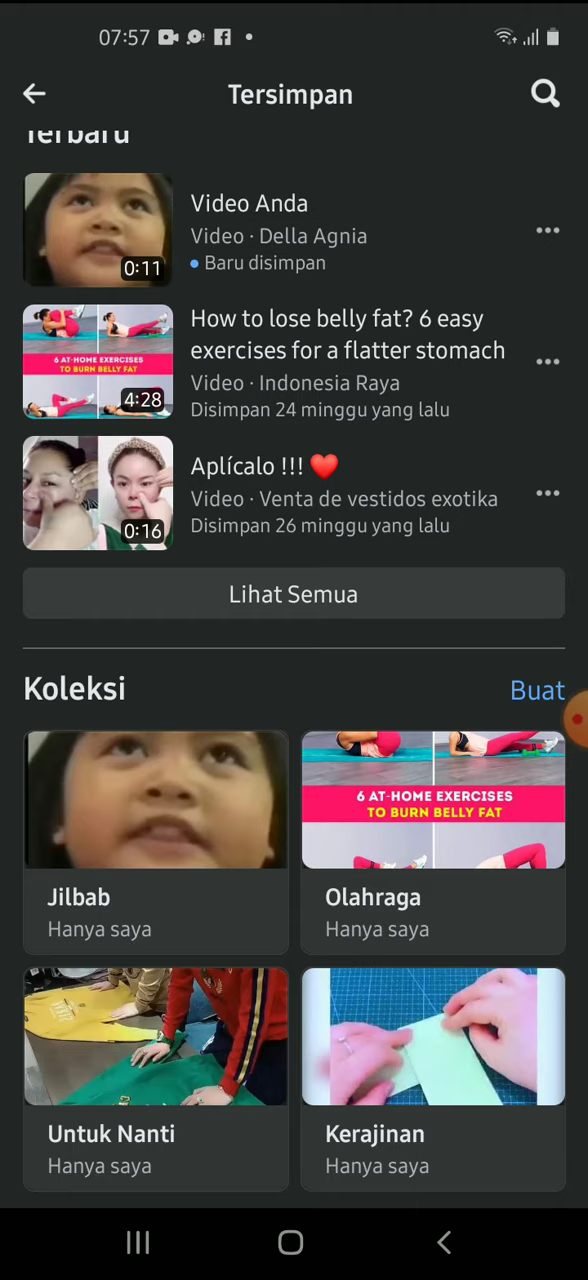 07:57
Tersimpan
Terbaru
Video Anda
Video · Della Agnia
Baru disimpan
0:11
How to lose belly fat? 6 easy
exercises for a flatter stomach
Video · Indonesia Raya
Disimpan 24 minggu yang lalu
6 AT-HOME EXERCISES
TO BURN BELLY FAT
4:28
Aplícalo !!! ❤️
Video · Venta de vestidos exotika
Disimpan 26 minggu yang lalu
0:16
Lihat Semua
Koleksi
Buat
6 AT-HOME EXERCISES
TO BURN BELLY FAT
Jilbab
Hanya saya
Olahraga
Hanya saya
Untuk Nanti
Hanya saya
Kerajinan
Hanya saya